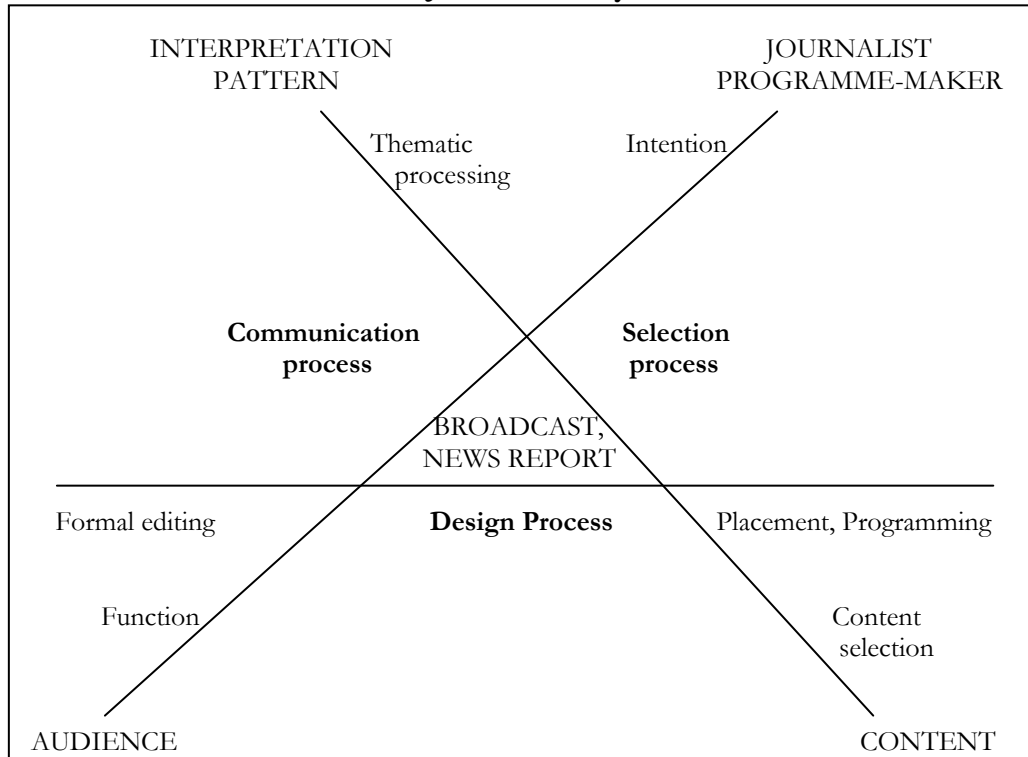 INTERPRETATION
PATTERN
JOURNALIST
PROGRAMME-MAKER
Thematic
processing
Intention
Communication
process
Selection
process
BROADCAST,
NEWS REPORT
Formal editing
Design Process
Placement, Programming
Function
Content
selection
AUDIENCE
CONTENT